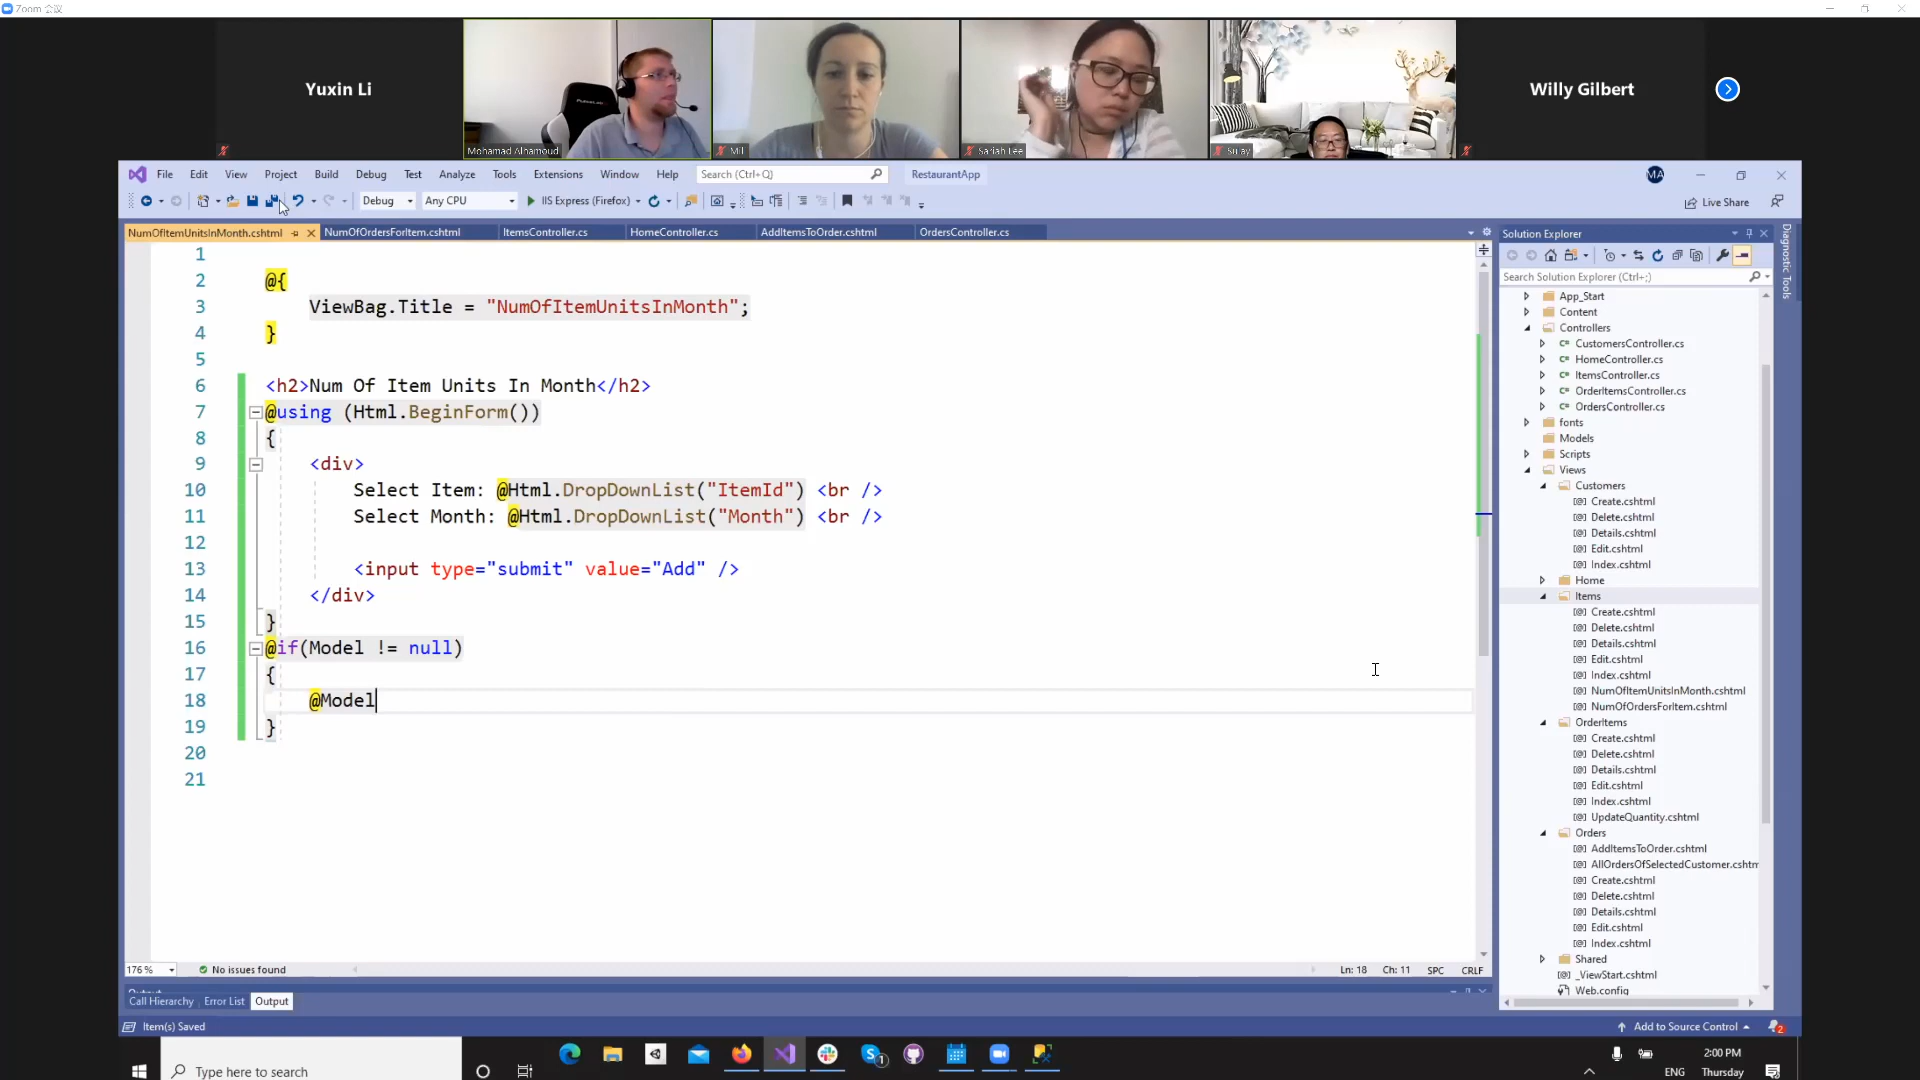 Zoom 会议
Yuxin Li
Mohamad Alhamoud
Mil
Sariah Lee
Suray
Willy Gilbert
File Edit View Project Build Debug Test Analyze Tools Extensions Window Help Search (Ctrl+Q) RestaurantApp MA
Debug Any CPU IIS Express (Firefox) Live Share
NumOfItemUnitsInMonth.cshtml NumOfOrdersForItem.cshtml ItemsController.cs HomeController.cs AddItemsToOrder.cshtml OrdersController.cs
1
2 @{
3 ViewBag.Title = "NumOfItemUnitsInMonth";
4 }
5
6 <h2>Num Of Item Units In Month</h2>
7 @using (Html.BeginForm())
8 {
9 <div>
10 Select Item: @Html.DropDownList("ItemId") <br />
11 Select Month: @Html.DropDownList("Month") <br />
12
13 <input type="submit" value="Add" />
14 </div>
15 }
16 @if(Model != null)
17 {
18 @Model
19 }
20
21
176 % No issues found Ln: 18 Ch: 11 SPC CRLF
Output
Call Hierarchy Error List Output
Item(s) Saved Add to Source Control 2
Solution Explorer
Search Solution Explorer (Ctrl+;)
App_Start
Content
Controllers
C# CustomersController.cs
C# HomeController.cs
C# ItemsController.cs
C# OrderItemsController.cs
C# OrdersController.cs
fonts
Models
Scripts
Views
Customers
Create.cshtml
Delete.cshtml
Details.cshtml
Edit.cshtml
Index.cshtml
Home
Items
Create.cshtml
Delete.cshtml
Details.cshtml
Edit.cshtml
Index.cshtml
NumOfItemUnitsInMonth.cshtml
NumOfOrdersForItem.cshtml
OrderItems
Create.cshtml
Delete.cshtml
Details.cshtml
Edit.cshtml
Index.cshtml
UpdateQuantity.cshtml
Orders
AddItemsToOrder.cshtml
AllOrdersOfSelectedCustomer.cshtm
Create.cshtml
Delete.cshtml
Details.cshtml
Edit.cshtml
Index.cshtml
Shared
_ViewStart.cshtml
Web.config
Diagnostic Tools
Type here to search
1
2:00 PM
ENG Thursday